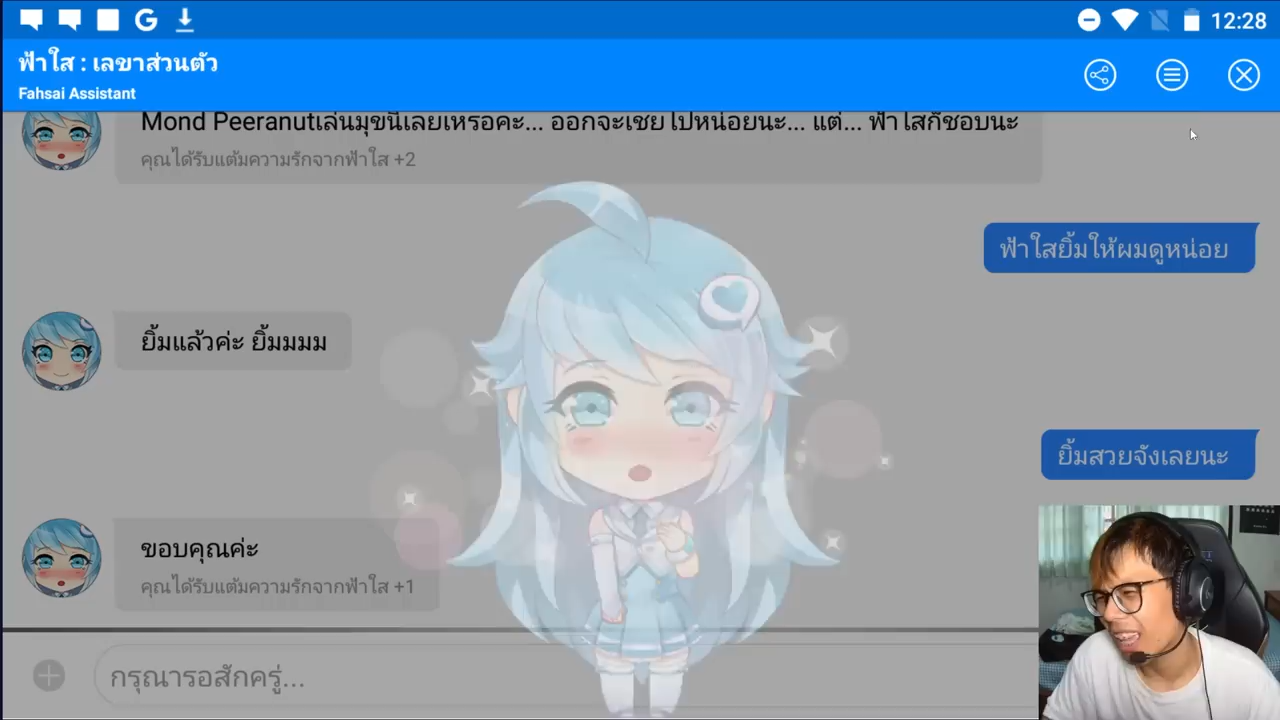 12:28
ฟ้าใส : เลขาส่วนตัว
Fahsai Assistant
Mond Peeranutเล่นมุขนี้เลยเหรอคะ... ออกจะเชยไปหน่อยนะ... แต่... ฟ้าใสก็ชอบนะ
คุณได้รับแต้มความรักจากฟ้าใส +2
ฟ้าใสยิ้มให้ผมดูหน่อย
ยิ้มแล้วค่ะ ยิ้มมมม
ยิ้มสวยจังเลยนะ
ขอบคุณค่ะ
คุณได้รับแต้มความรักจากฟ้าใส +1
กรุณารอสักครู่...